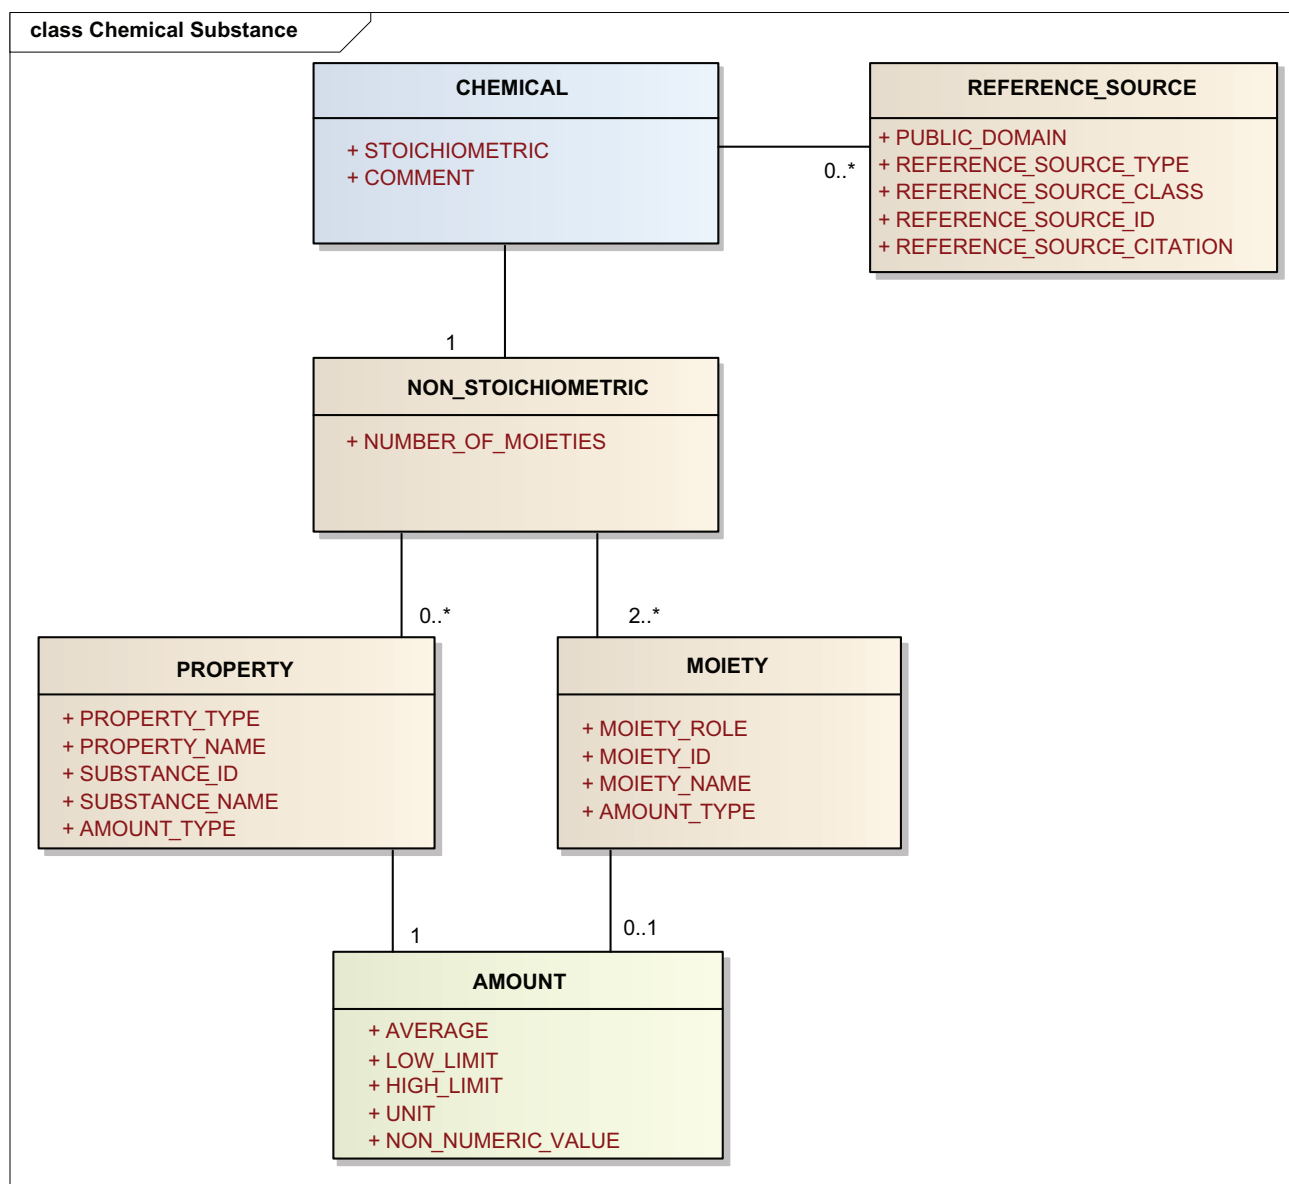 class Chemical Substance
CHEMICAL
+ STOICHIOMETRIC
+ COMMENT
REFERENCE_SOURCE
+ PUBLIC_DOMAIN
+ REFERENCE_SOURCE_TYPE
+ REFERENCE_SOURCE_CLASS
+ REFERENCE_SOURCE_ID
+ REFERENCE_SOURCE_CITATION
0..*
1
NON_STOICHIOMETRIC
+ NUMBER_OF_MOIETIES
0..*
2..*
PROPERTY
+ PROPERTY_TYPE
+ PROPERTY_NAME
+ SUBSTANCE_ID
+ SUBSTANCE_NAME
+ AMOUNT_TYPE
MOIETY
+ MOIETY_ROLE
+ MOIETY_ID
+ MOIETY_NAME
+ AMOUNT_TYPE
1
0..1
AMOUNT
+ AVERAGE
+ LOW_LIMIT
+ HIGH_LIMIT
+ UNIT
+ NON_NUMERIC_VALUE